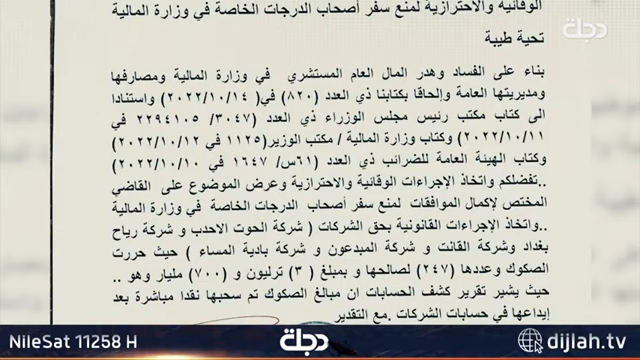 الوقائية والاحترازية لمنع سفر أصحاب الدرجات الخاصة في وزارة المالية
دجلة
تحية طيبة
بناء على الفساد وهدر المال العام المستشري في وزارة المالية ومصارفها
ومديريتها العامة وإلحاقا بكتابنا ذي العدد (٨٢٠) في( ٢٠٢٢/١٠/١٤) واستنادا
الى كتاب مكتب رئيس مجلس الوزراء ذي العدد (٣٠٤٧/ ٢٢٩٤١٠٥ في
٢٠٢٢/١٠/١١) وكتاب وزارة المالية / مكتب الوزير(١١٢٥ في ٢٠٢٢/١٠/١٢)
وكتاب الهيئة العامة للضرائب ذي العدد (٦١س/ ١٦٤٧ في ٢٠٢٢/١٠/١٠)
..تفضلكم واتخاذ الإجراءات الوقائية والاحترازية وعرض الموضوع على القاضي
المختص لإكمال الموافقات لمنع سفر أصحاب الدرجات الخاصة في وزارة المالية
..واتخاذ الإجراءات القانونية بحق الشركات ( شركة الحوت الاحدب و شركة رياح
بغداد وشركة القانت و شركة المبدعون و شركة بادية المساء ) حيث حررت
الصكوك وعددها (٢٤٧) لصالحها و بمبلغ ( ٣) ترليون و (٧٠٠) مليار وهو ..
حيث يشير تقرير كشف الحسابات ان مبالغ الصكوك تم سحبها نقدا مباشرة بعد
إيداعها في حسابات الشركات .مع التقدير
NileSat 11258 H
دجلة
dijlah.tv